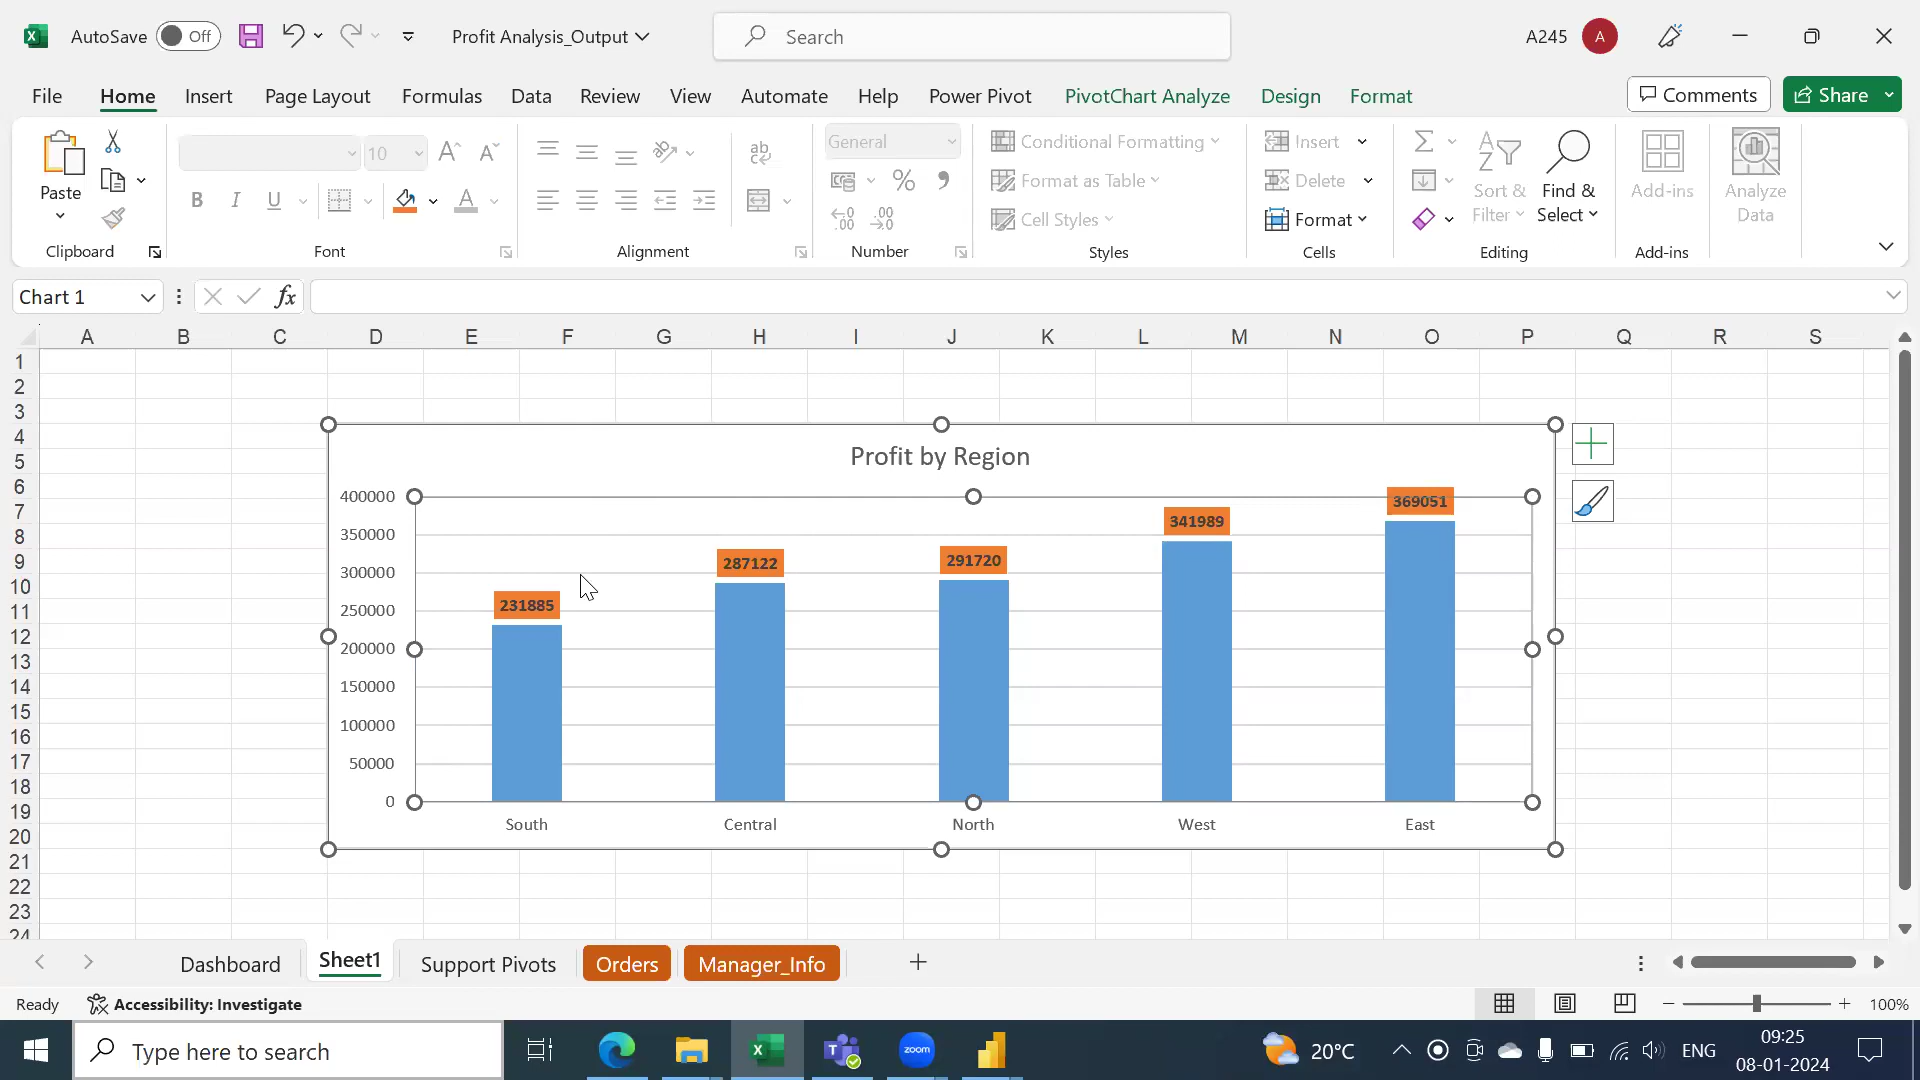 AutoSave Off Profit Analysis_Output Search A245 A
File Home Insert Page Layout Formulas Data Review View Automate Help Power Pivot PivotChart Analyze Design Format Comments Share
Paste 10 A A ab General Conditional Formatting Insert Σ A Z
B I U A % Format as Table Delete Sort & Filter Find & Select Add-ins Analyze Data
.00 .00 Cell Styles Format
Clipboard Font Alignment Number Styles Cells Editing Add-ins
Chart 1 fx
A B C D E F G H I J K L M N O P Q R S
1
2
3
4
5
6
7
8
9
10
11
12
13
14
15
16
17
18
19
20
21
22
23
24
Profit by Region
400000
350000
300000
250000
200000
150000
100000
50000
0
231885 287122 291720 341989 369051
South Central North West East
Dashboard Sheet1 Support Pivots Orders Manager_Info
Ready Accessibility: Investigate 100%
Type here to search zoom 20°C ENG 09:25
08-01-2024